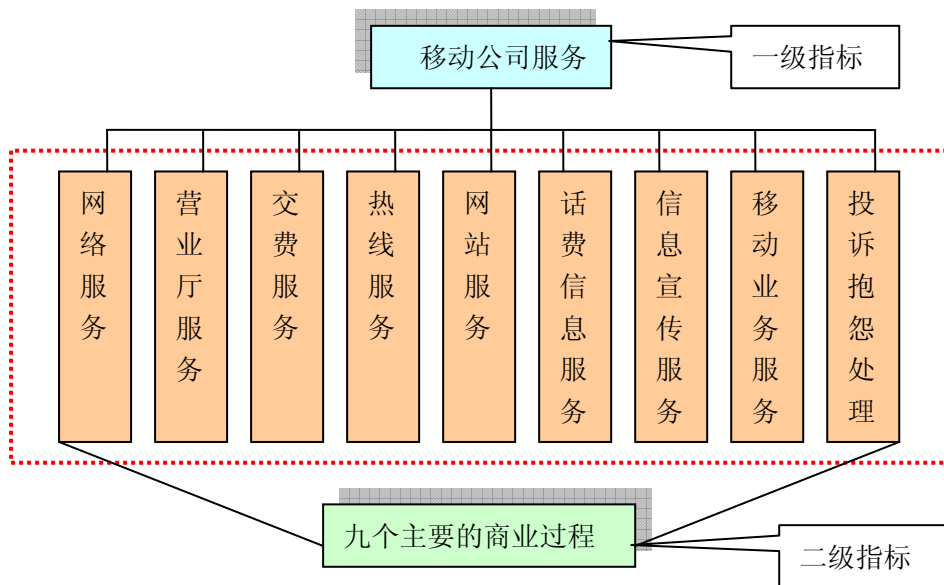 移动公司服务
一级指标
网络服务
营业厅服务
交费服务
热线服务
网站服务
话费信息服务
信息宣传服务
移动业务服务
投诉抱怨处理
九个主要的商业过程
二级指标